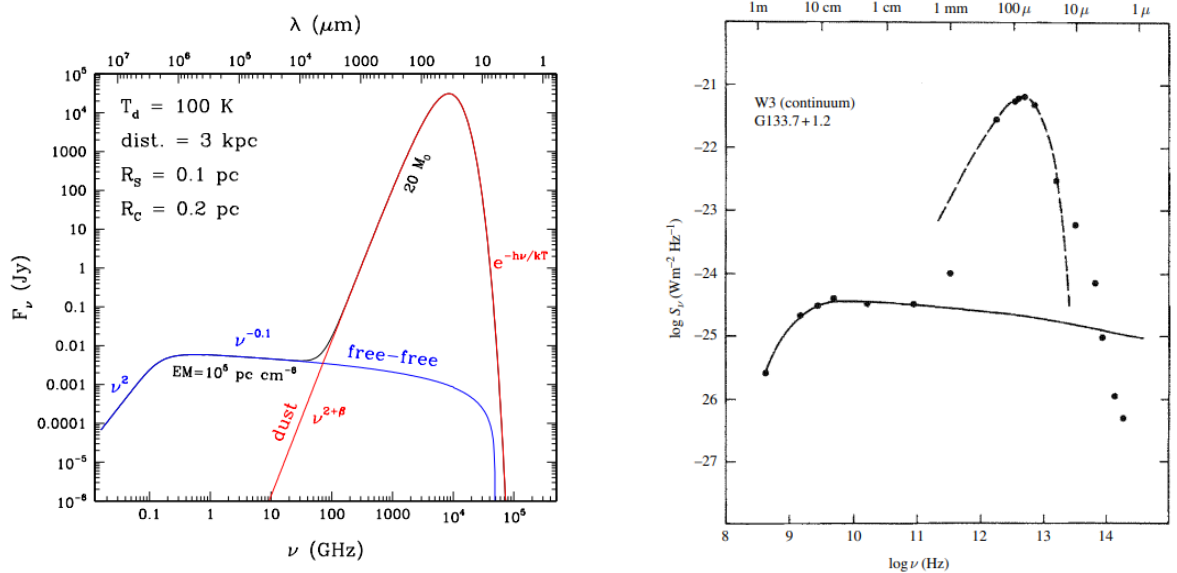 λ (μm)
10⁷ 10⁶ 10⁴ 1000 10 1
10⁵
10⁴
1000
100
10
1
0.1
0.01
0.001
0.0001
10⁻⁵
10⁻⁶
F_ν (Jy)
T_d = 100 K
dist. = 3 kpc
R_S = 0.1 pc
R_C = 0.2 pc
20 M_○
e^{-hν/kT}
ν^{-0.1}
free-free
ν²
EM=10⁵ pc cm⁻⁶
dust
ν^{2+β}
0.1 1 10 100 1000 10⁴ 10⁵
ν (GHz)
1m 10 cm 1 cm 1 mm 100 μ 10 μ 1 μ
W3 (continuum)
G133.7+1.2
−21
−22
−23
−24
−25
26
−27
log S_ν (Wm⁻² Hz⁻¹)
8 9 10 11 12 13 14
log ν (Hz)